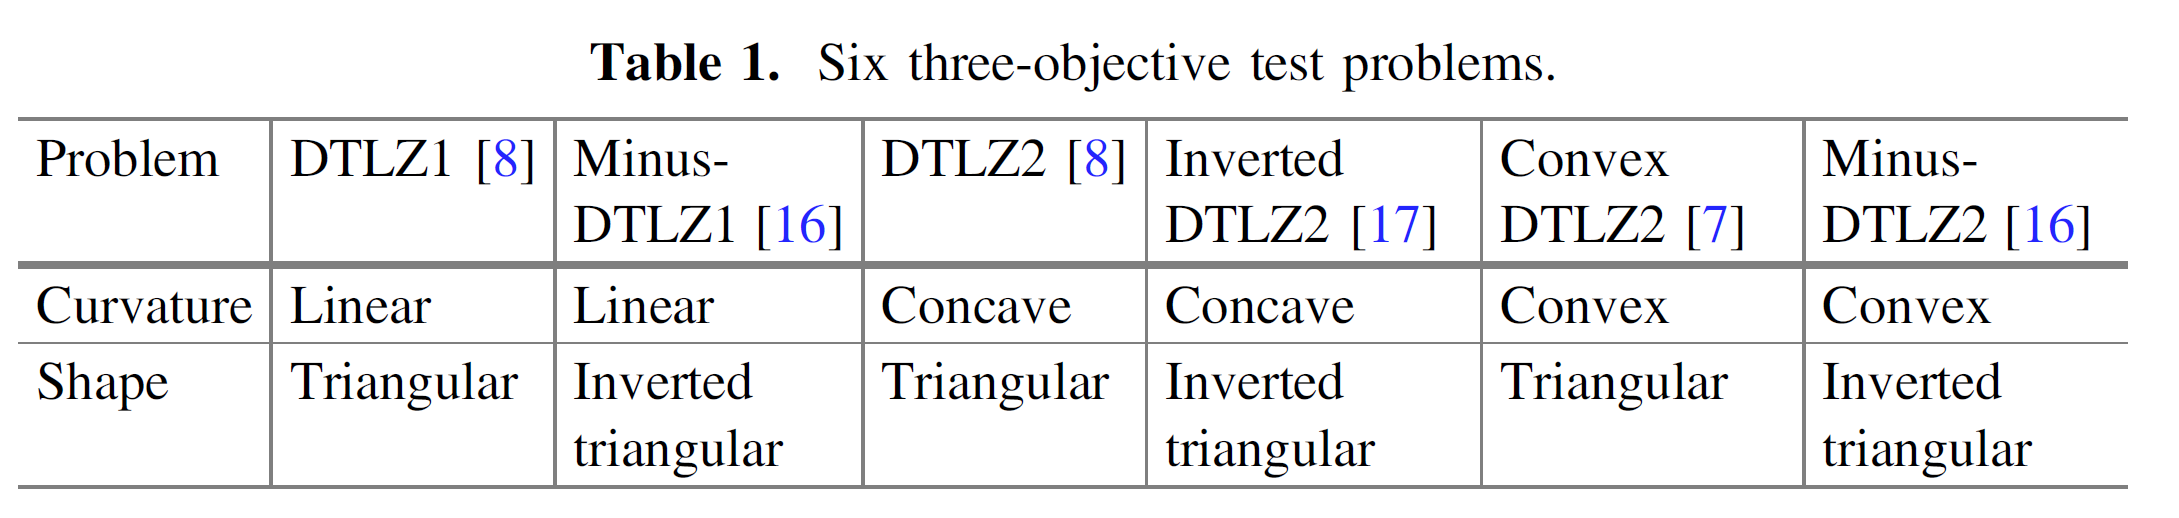 Table 1. Six three-objective test problems.
Problem DTLZ1 [8] Minus- DTLZ2 [8] Inverted Convex Minus-
DTLZ1 [16] DTLZ2 [17] DTLZ2 [7] DTLZ2 [16]
Curvature Linear Linear Concave Concave Convex Convex
Shape Triangular Inverted Triangular Inverted Triangular Inverted
triangular triangular triangular